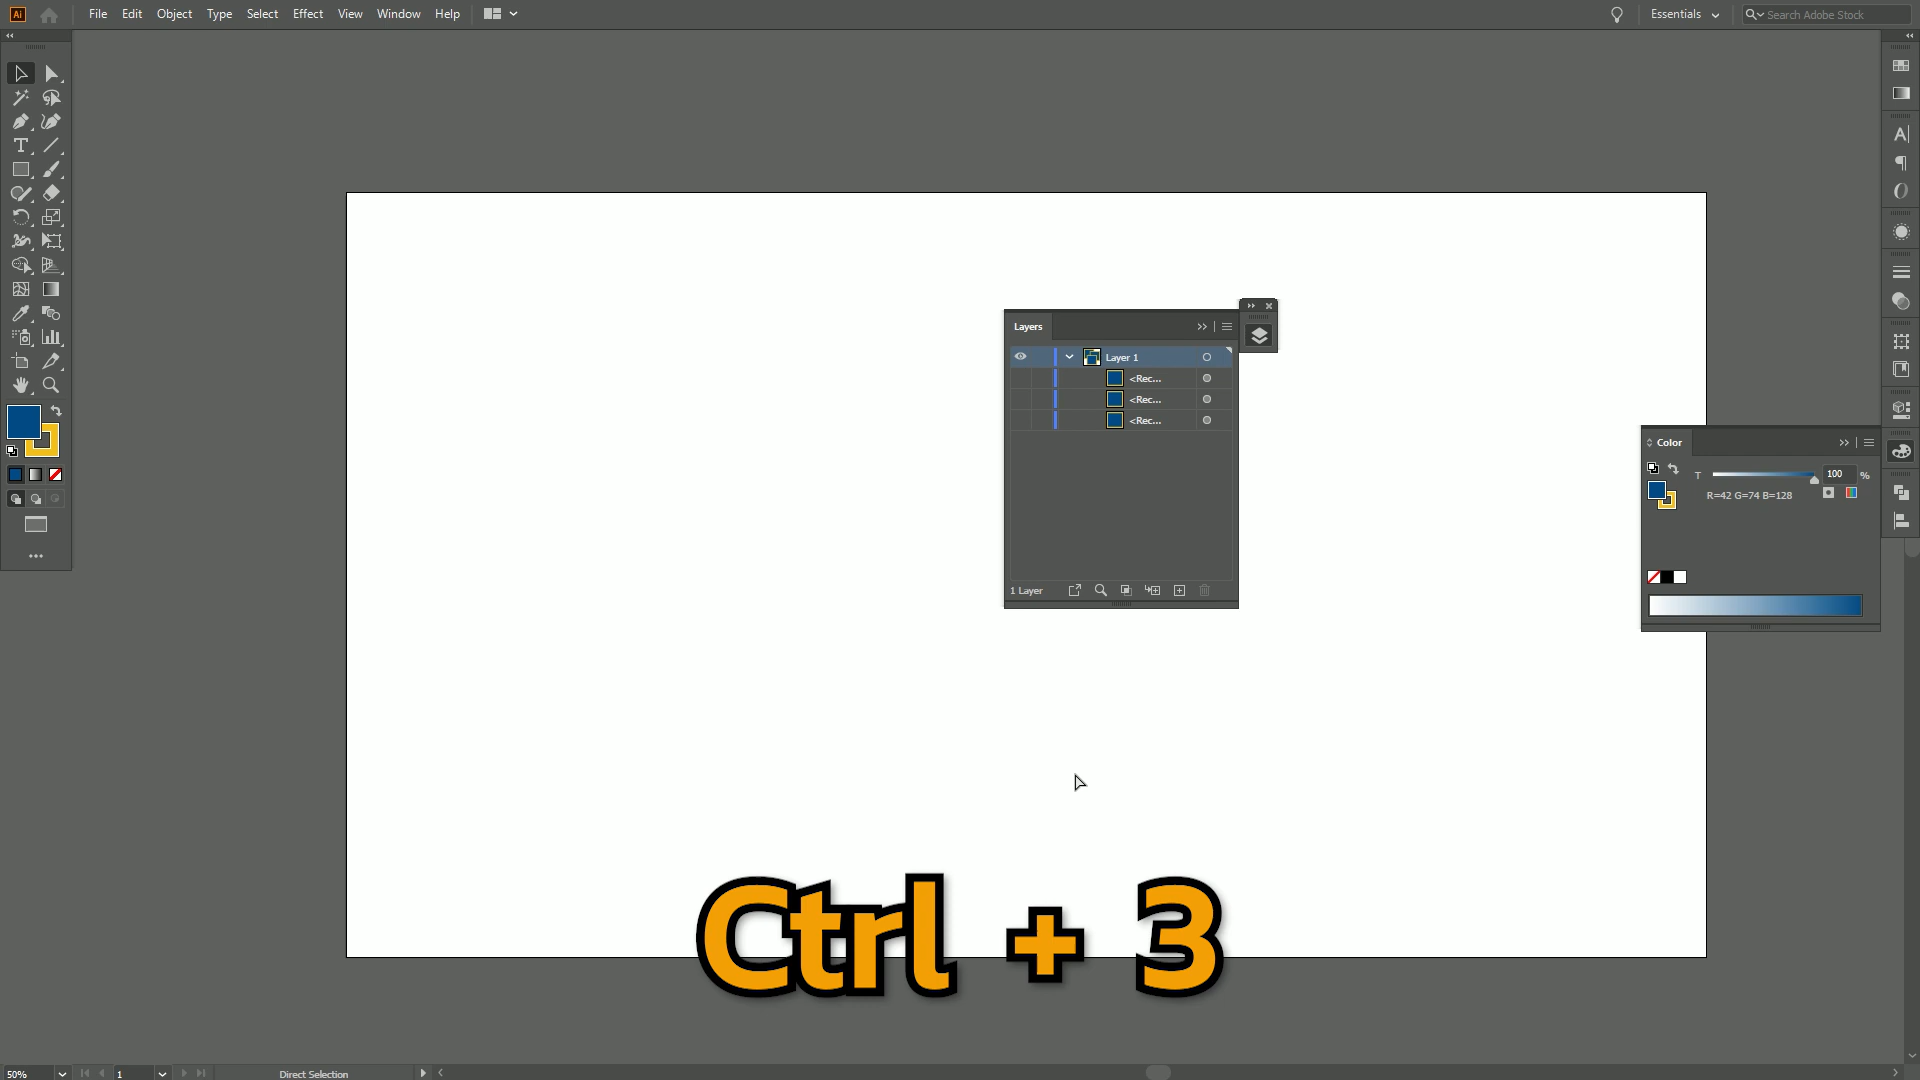 Ai File Edit Object Type Select Effect View Window Help Essentials Search Adobe Stock
Layers
Layer 1
<Rec...
<Rec...
<Rec...
1 Layer
Color
T 100 %
R=42 G=74 B=128
Ctrl + 3
50% 1 Direct Selection